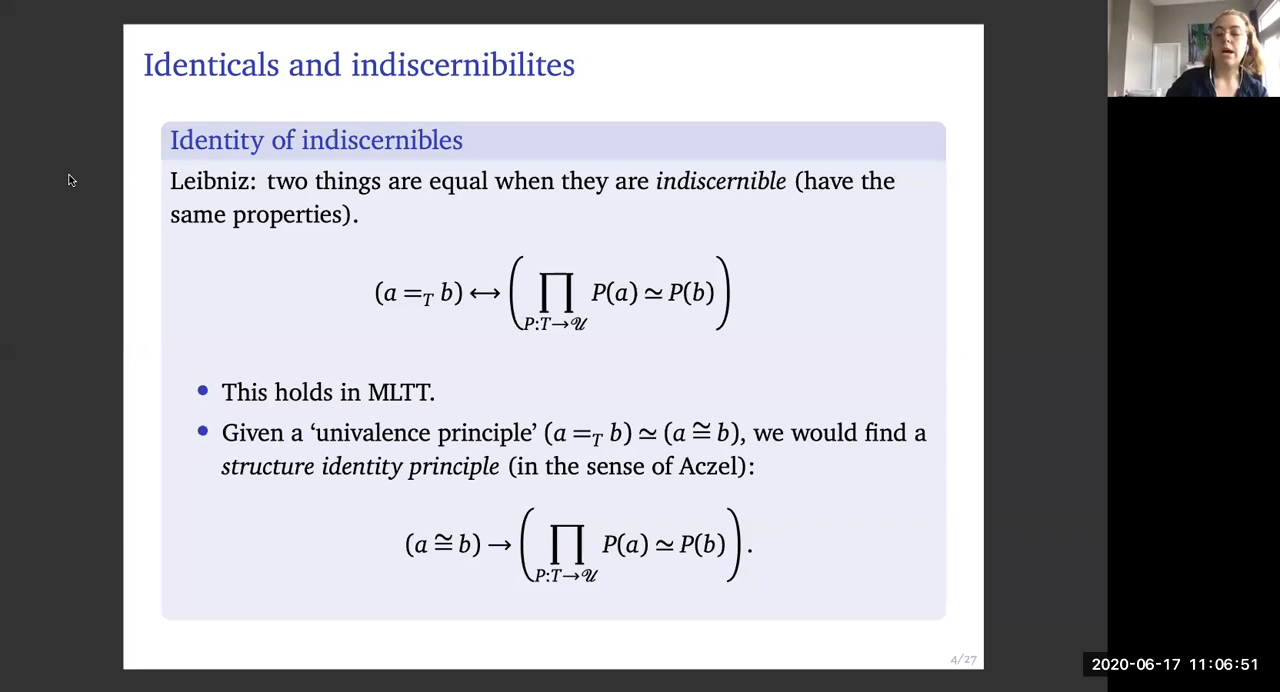 Identicals and indiscernibilites
Identity of indiscernibles
Leibniz: two things are equal when they are indiscernible (have the
same properties).
(a =_T b) ↔ ( ∏_{P:T→𝒰} P(a) ≃ P(b) )
• This holds in MLTT.
• Given a ‘univalence principle’ (a =_T b) ≃ (a ≅ b), we would find a
structure identity principle (in the sense of Aczel):
(a ≅ b) → ( ∏_{P:T→𝒰} P(a) ≃ P(b) ).
4/27
2020-06-17 11:06:51